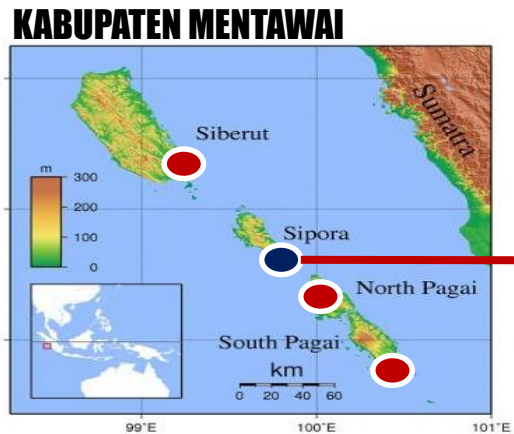 KABUPATEN MENTAWAI
Siberut
Sumatra
m
300
200
100
0
Sipora
North Pagai
South Pagai
km
0 20 40 60
99°E 100°E 101°E